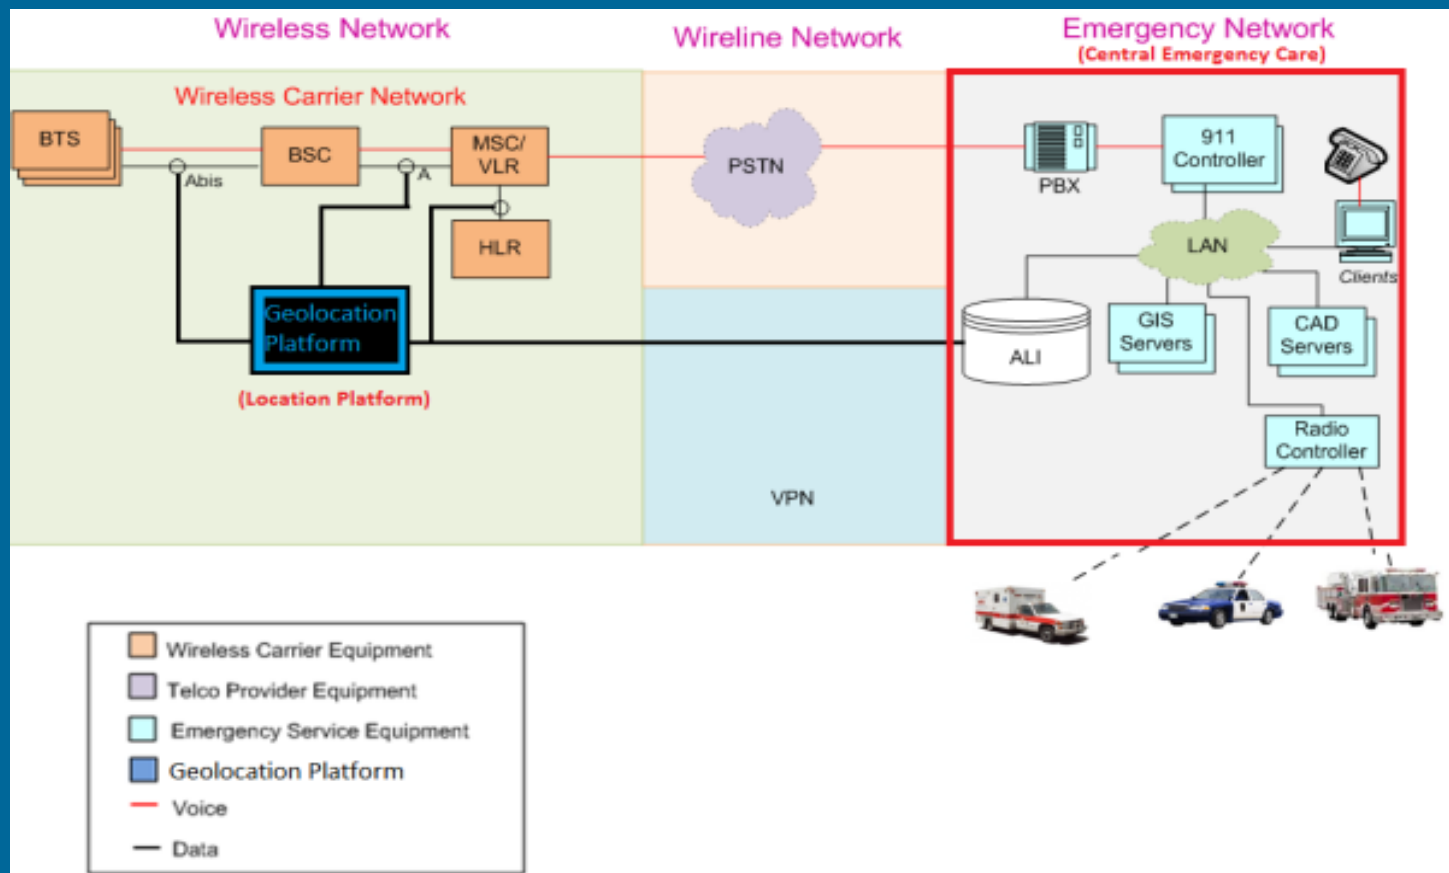 Wireless Network
Wireline Network
Emergency Network
(Central Emergency Care)
Wireless Carrier Network
BTS
BSC
MSC/
VLR
Abis
A
HLR
Geolocation
Platform
(Location Platform)
PSTN
VPN
PBX
911
Controller
LAN
Clients
ALI
GIS
Servers
CAD
Servers
Radio
Controller
Wireless Carrier Equipment
Telco Provider Equipment
Emergency Service Equipment
Geolocation Platform
Voice
Data